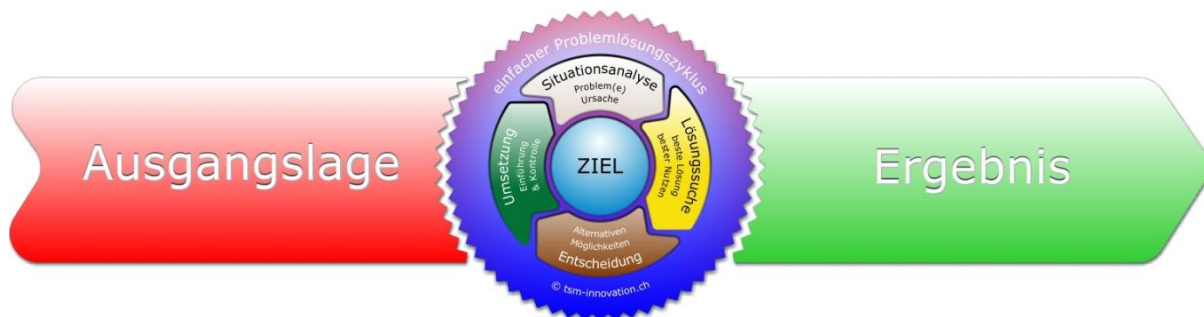 Ausgangslage
einfacher Problemlösungszyklus
Situationsanalyse
Problem(e)
Ursache
Lösungssuche
beste Lösung
bester Nutzen
Alternativen
Möglichkeiten
Entscheidung
Umsetzung
Einführung
& Kontrolle
ZIEL
© tsm-innovation.ch
Ergebnis